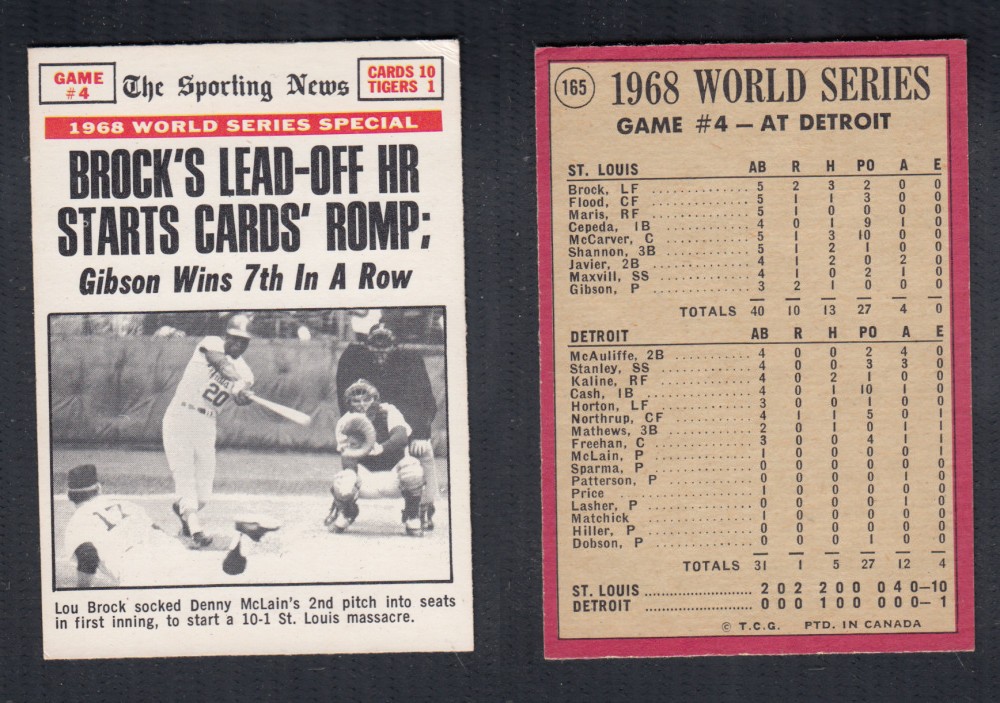 GAME
#4
The Sporting News
CARDS 10
TIGERS 1
1968 WORLD SERIES SPECIAL
BROCK'S LEAD-OFF HR
STARTS CARDS' ROMP;
Gibson Wins 7th In A Row
20
17
Lou Brock socked Denny McLain's 2nd pitch into seats
in first inning, to start a 10-1 St. Louis massacre.
165
1968 WORLD SERIES
GAME #4 — AT DETROIT
ST. LOUIS AB R H PO A E
Brock, LF 5 2 3 2 0 0
Flood, CF 5 1 1 3 0 0
Maris, RF 5 1 0 0 0 0
Cepeda, 1B 4 0 1 9 1 0
McCarver, C 5 1 3 10 0 0
Shannon, 3B 5 1 2 1 0 0
Javier, 2B 4 1 2 0 2 0
Maxvill, SS 4 1 0 2 1 0
Gibson, P 3 2 1 0 0 0
TOTALS 40 10 13 27 4 0
DETROIT AB R H PO A E
McAuliffe, 2B 4 0 0 2 4 0
Stanley, SS 4 0 0 3 3 0
Kaline, RF 4 0 2 1 0 0
Cash, 1B 4 0 1 10 1 0
Horton, LF 3 0 0 1 0 0
Northrup, CF 4 1 1 5 0 1
Mathews, 3B 2 0 1 0 1 1
Freehan, C 3 0 0 4 0 1
McLain, P 1 0 0 0 0 1
Sparma, P 0 0 0 0 0 0
Patterson, P 0 0 0 0 1 0
Price 1 0 0 0 0 0
Lasher, P 0 0 0 0 1 0
Matchick 1 0 0 0 0 0
Hiller, P 0 0 0 0 0 0
Dobson, P 0 0 0 1 0 0
TOTALS 31 1 5 27 12 4
ST. LOUIS 2 0 2 2 0 0 0 4 0—10
DETROIT 0 0 0 1 0 0 0 0 0— 1
© T.C.G. PTD. IN CANADA